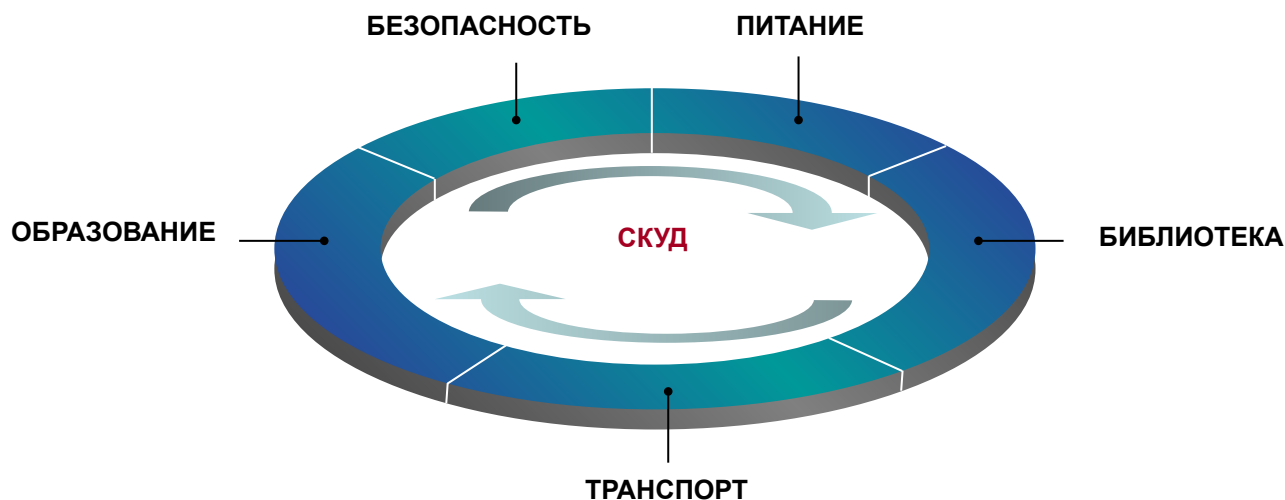 БЕЗОПАСНОСТЬ
ПИТАНИЕ
ОБРАЗОВАНИЕ
СКУД
БИБЛИОТЕКА
ТРАНСПОРТ